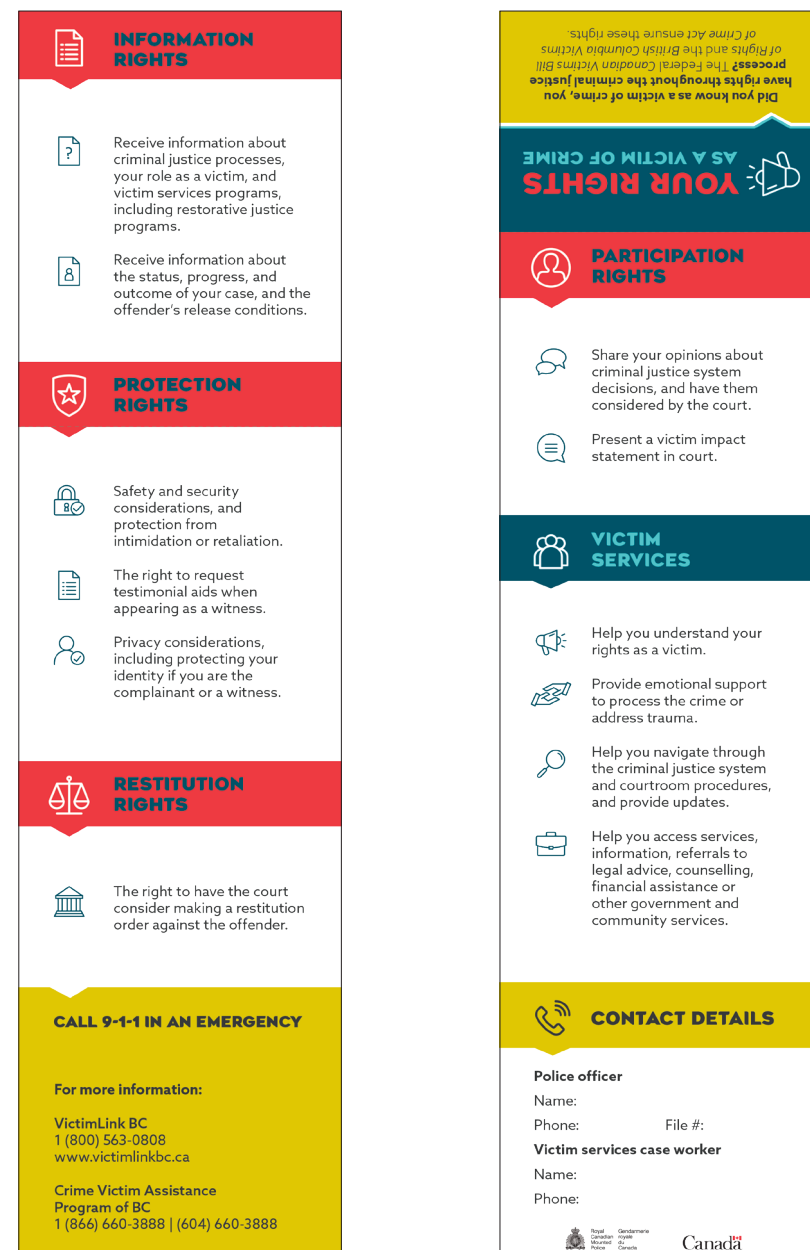 INFORMATION
RIGHTS
Receive information about
criminal justice processes,
your role as a victim, and
victim services programs,
including restorative justice
programs.
Receive information about
the status, progress, and
outcome of your case, and the
offender's release conditions.
PROTECTION
RIGHTS
Safety and security
considerations, and
protection from
intimidation or retaliation.
The right to request
testimonial aids when
appearing as a witness.
Privacy considerations,
including protecting your
identity if you are the
complainant or a witness.
RESTITUTION
RIGHTS
The right to have the court
consider making a restitution
order against the offender.
CALL 9-1-1 IN AN EMERGENCY
For more information:
VictimLink BC
1 (800) 563-0808
www.victimlinkbc.ca
Crime Victim Assistance
Program of BC
1 (866) 660-3888 | (604) 660-3888
YOUR RIGHTS
AS A VICTIM OF CRIME
Did you know as a victim of crime, you
have rights throughout the criminal justice
process? The Federal Canadian Victims Bill
of Rights and the British Columbia Victims
of Crime Act ensure these rights.
PARTICIPATION
RIGHTS
Share your opinions about
criminal justice system
decisions, and have them
considered by the court.
Present a victim impact
statement in court.
VICTIM
SERVICES
Help you understand your
rights as a victim.
Provide emotional support
to process the crime or
address trauma.
Help you navigate through
the criminal justice system
and courtroom procedures,
and provide updates.
Help you access services,
information, referrals to
legal advice, counselling,
financial assistance or
other government and
community services.
CONTACT DETAILS
Police officer
Name:
Phone: File #:
Victim services case worker
Name:
Phone:
Royal Gendarmerie
Canadian royale
Mounted du
Police Canada
Canada